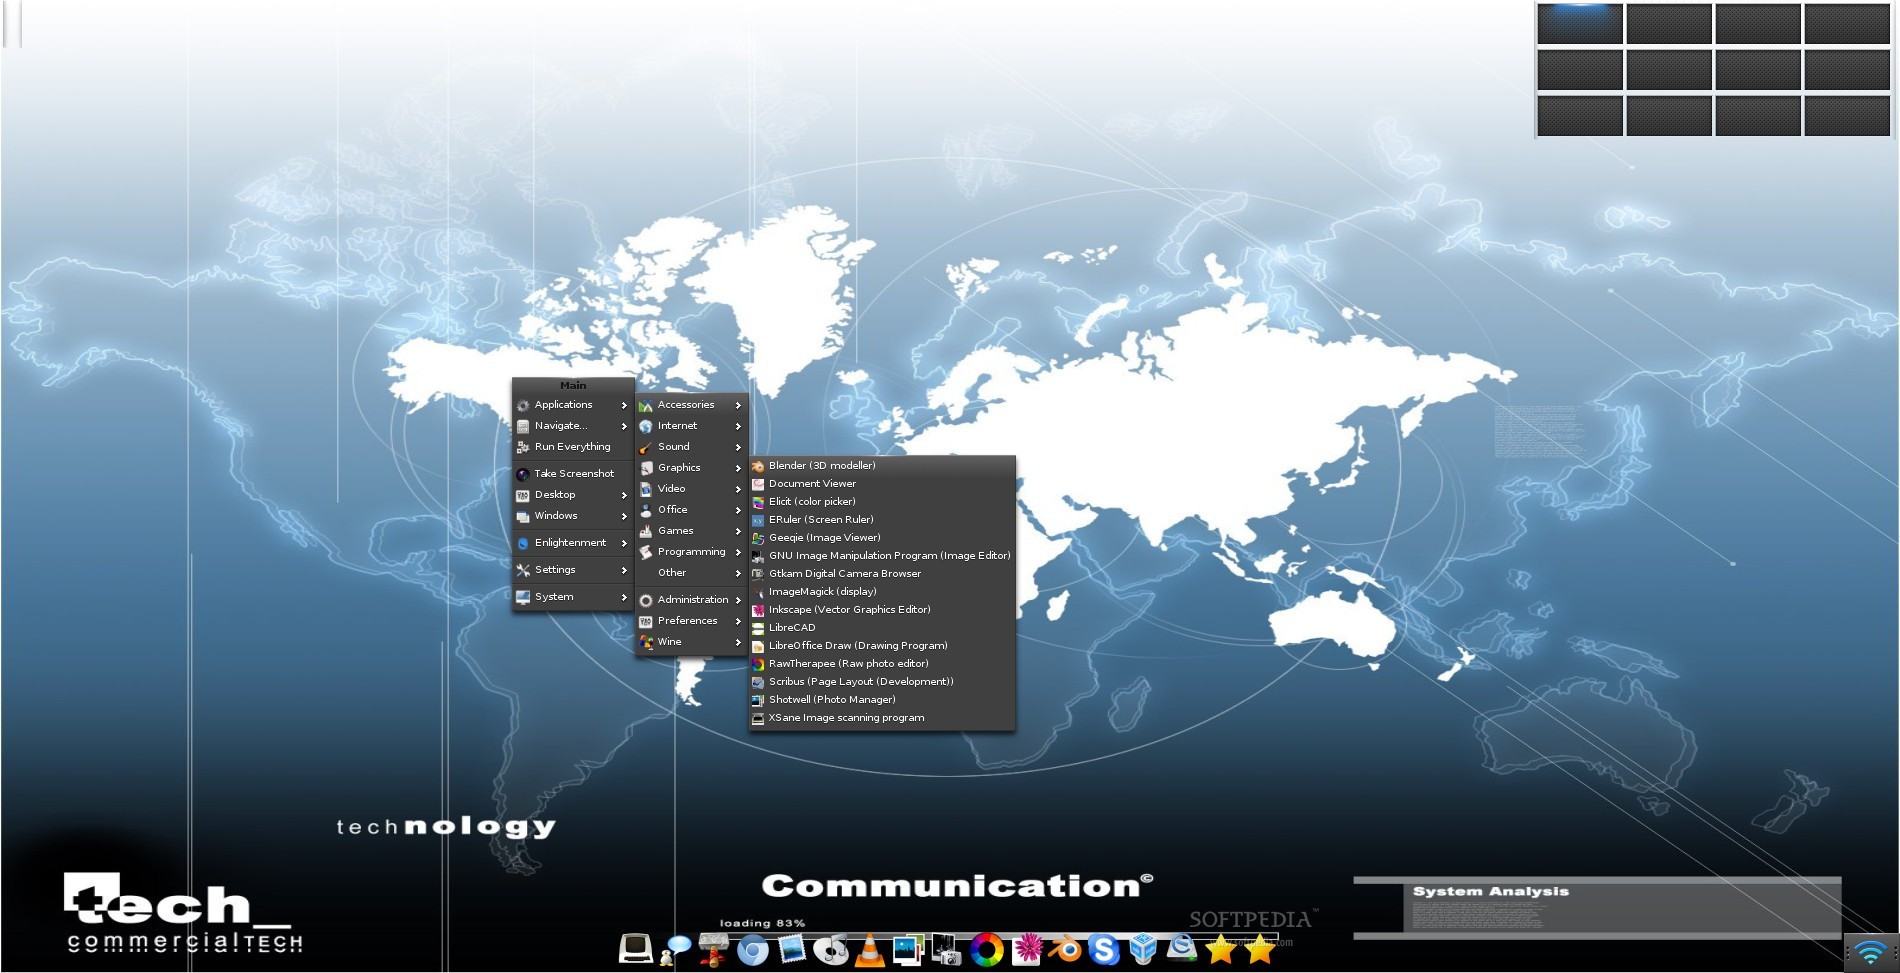 Main
Applications
Navigate...
Run Everything
Take Screenshot
Desktop
Windows
Enlightenment
Settings
System
Accessories
Internet
Sound
Graphics
Video
Office
Games
Programming
Other
Administration
Preferences
Wine
Blender (3D modeller)
Document Viewer
Elicit (color picker)
ERuler (Screen Ruler)
Geeqie (Image Viewer)
GNU Image Manipulation Program (Image Editor)
Gtkam Digital Camera Browser
ImageMagick (display)
Inkscape (Vector Graphics Editor)
LibreCAD
LibreOffice Draw (Drawing Program)
RawTherapee (Raw photo editor)
Scribus (Page Layout (Development))
Shotwell (Photo Manager)
XSane Image scanning program
technology
tech_
commercialTECH
Communication©
loading 83%
SOFTPEDIA™
www.softpedia.com
System Analysis